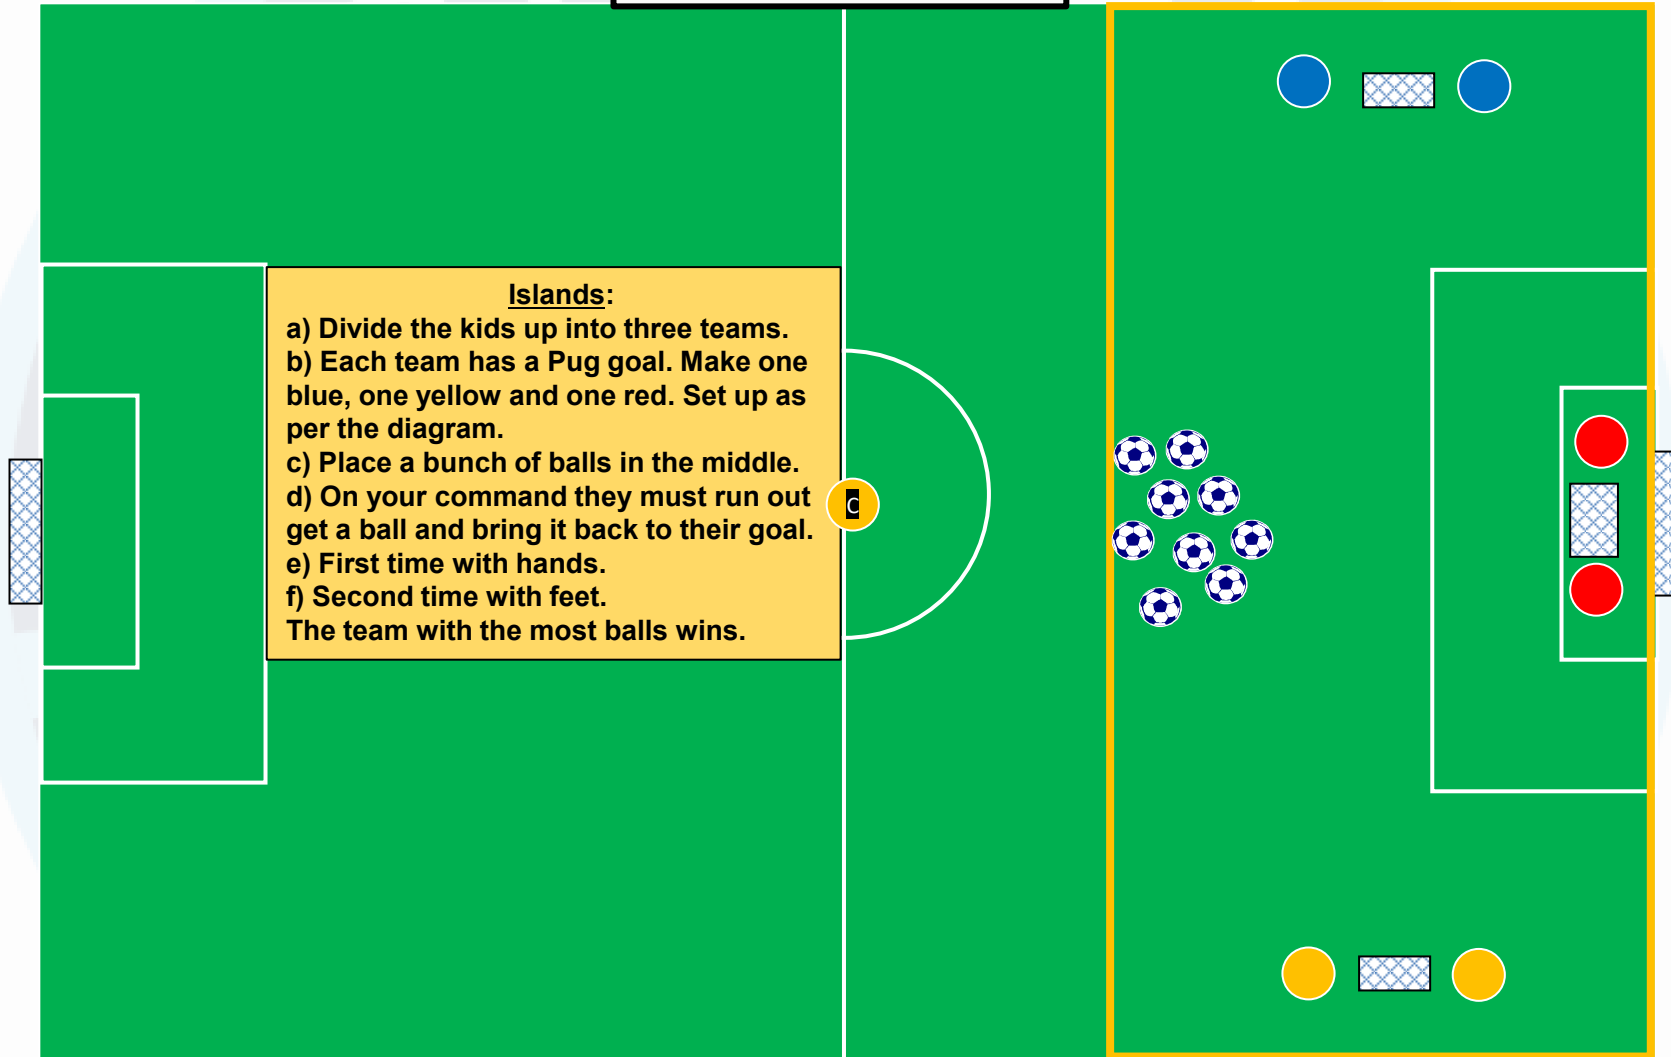 Islands:
a) Divide the kids up into three teams.
b) Each team has a Pug goal. Make one
blue, one yellow and one red. Set up as
per the diagram.
c) Place a bunch of balls in the middle.
d) On your command they must run out
get a ball and bring it back to their goal.
e) First time with hands.
f) Second time with feet.
The team with the most balls wins.
C